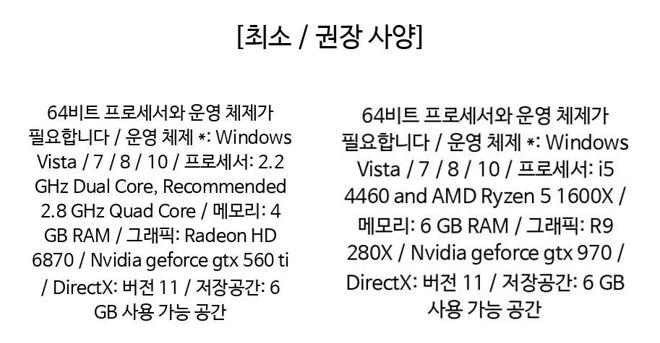 [최소 / 권장 사양]
64비트 프로세서와 운영 체제가
필요합니다 / 운영 체제 *: Windows
Vista / 7 / 8 / 10 / 프로세서: 2.2
GHz Dual Core, Recommended
2.8 GHz Quad Core / 메모리: 4
GB RAM / 그래픽: Radeon HD
6870 / Nvidia geforce gtx 560 ti
/ DirectX: 버전 11 / 저장공간: 6
GB 사용 가능 공간
64비트 프로세서와 운영 체제가
필요합니다 / 운영 체제 *: Windows
Vista / 7 / 8 / 10 / 프로세서: i5
4460 and AMD Ryzen 5 1600X /
메모리: 6 GB RAM / 그래픽: R9
280X / Nvidia geforce gtx 970 /
DirectX: 버전 11 / 저장공간: 6 GB
사용 가능 공간